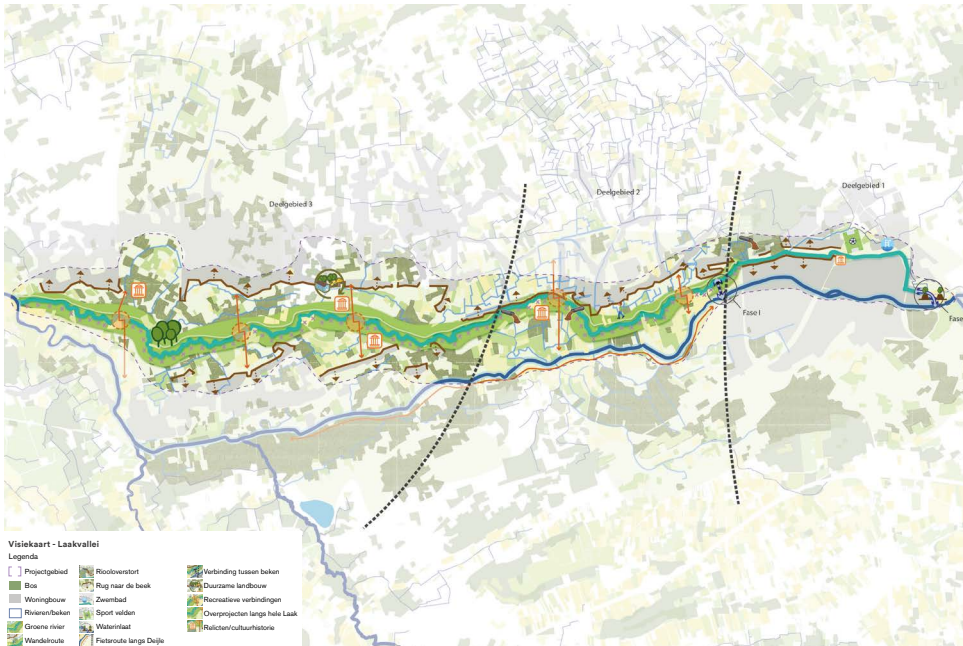 Deelgebied 1
Deelgebied 2
Deelgebied 3
Fase I
Fase
Visiekaart - Laakvallei
Legenda
Projectgebied
Bos
Woningbouw
Rivieren/beken
Groene rivier
Wandelroute
Riooloverstort
Rug naar de beek
Zwembad
Sport velden
Waterinlaat
Fietsroute langs Deijle
Verbinding tussen beken
Duurzame landbouw
Recreatieve verbindingen
Overprojecten langs hele Laak
Relicten/cultuurhistorie